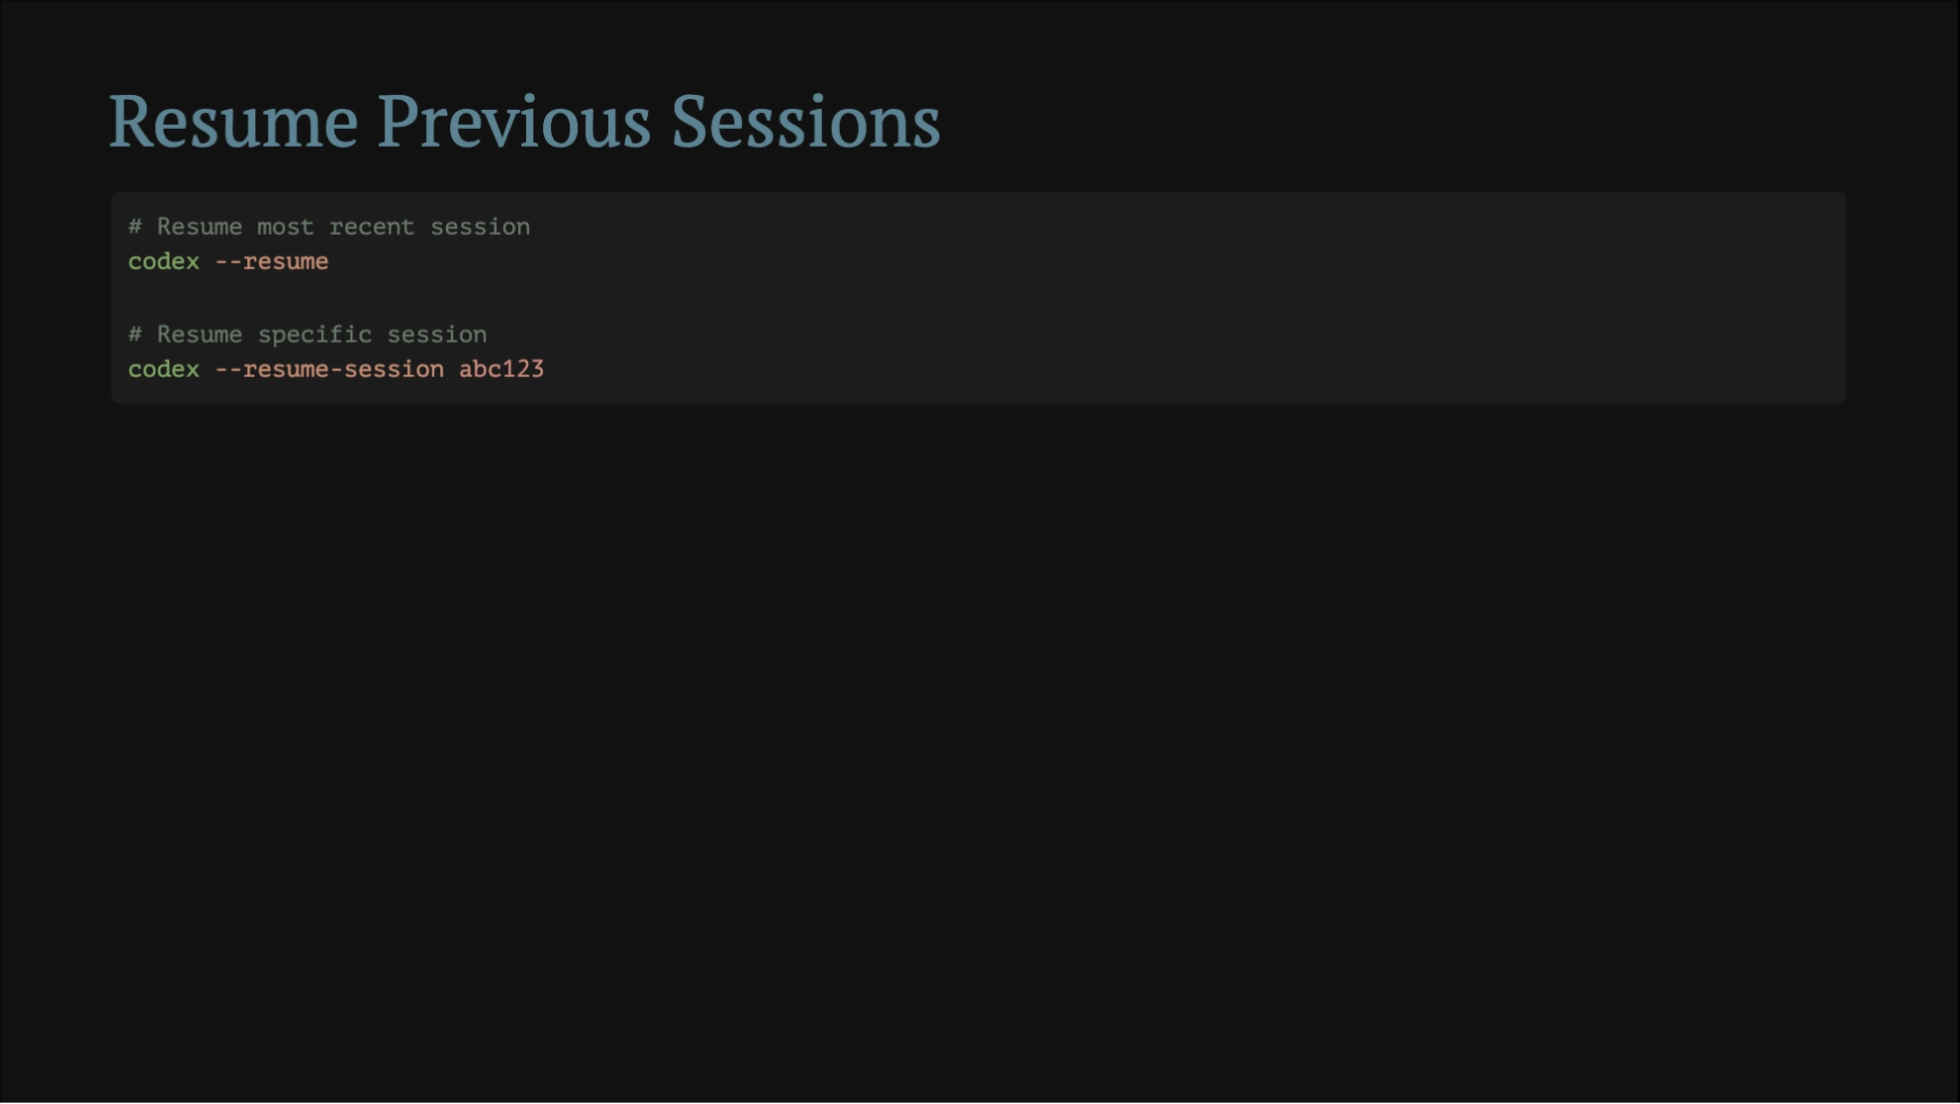 Resume Previous Sessions
# Resume most recent session
codex --resume
# Resume specific session
codex --resume-session abc123